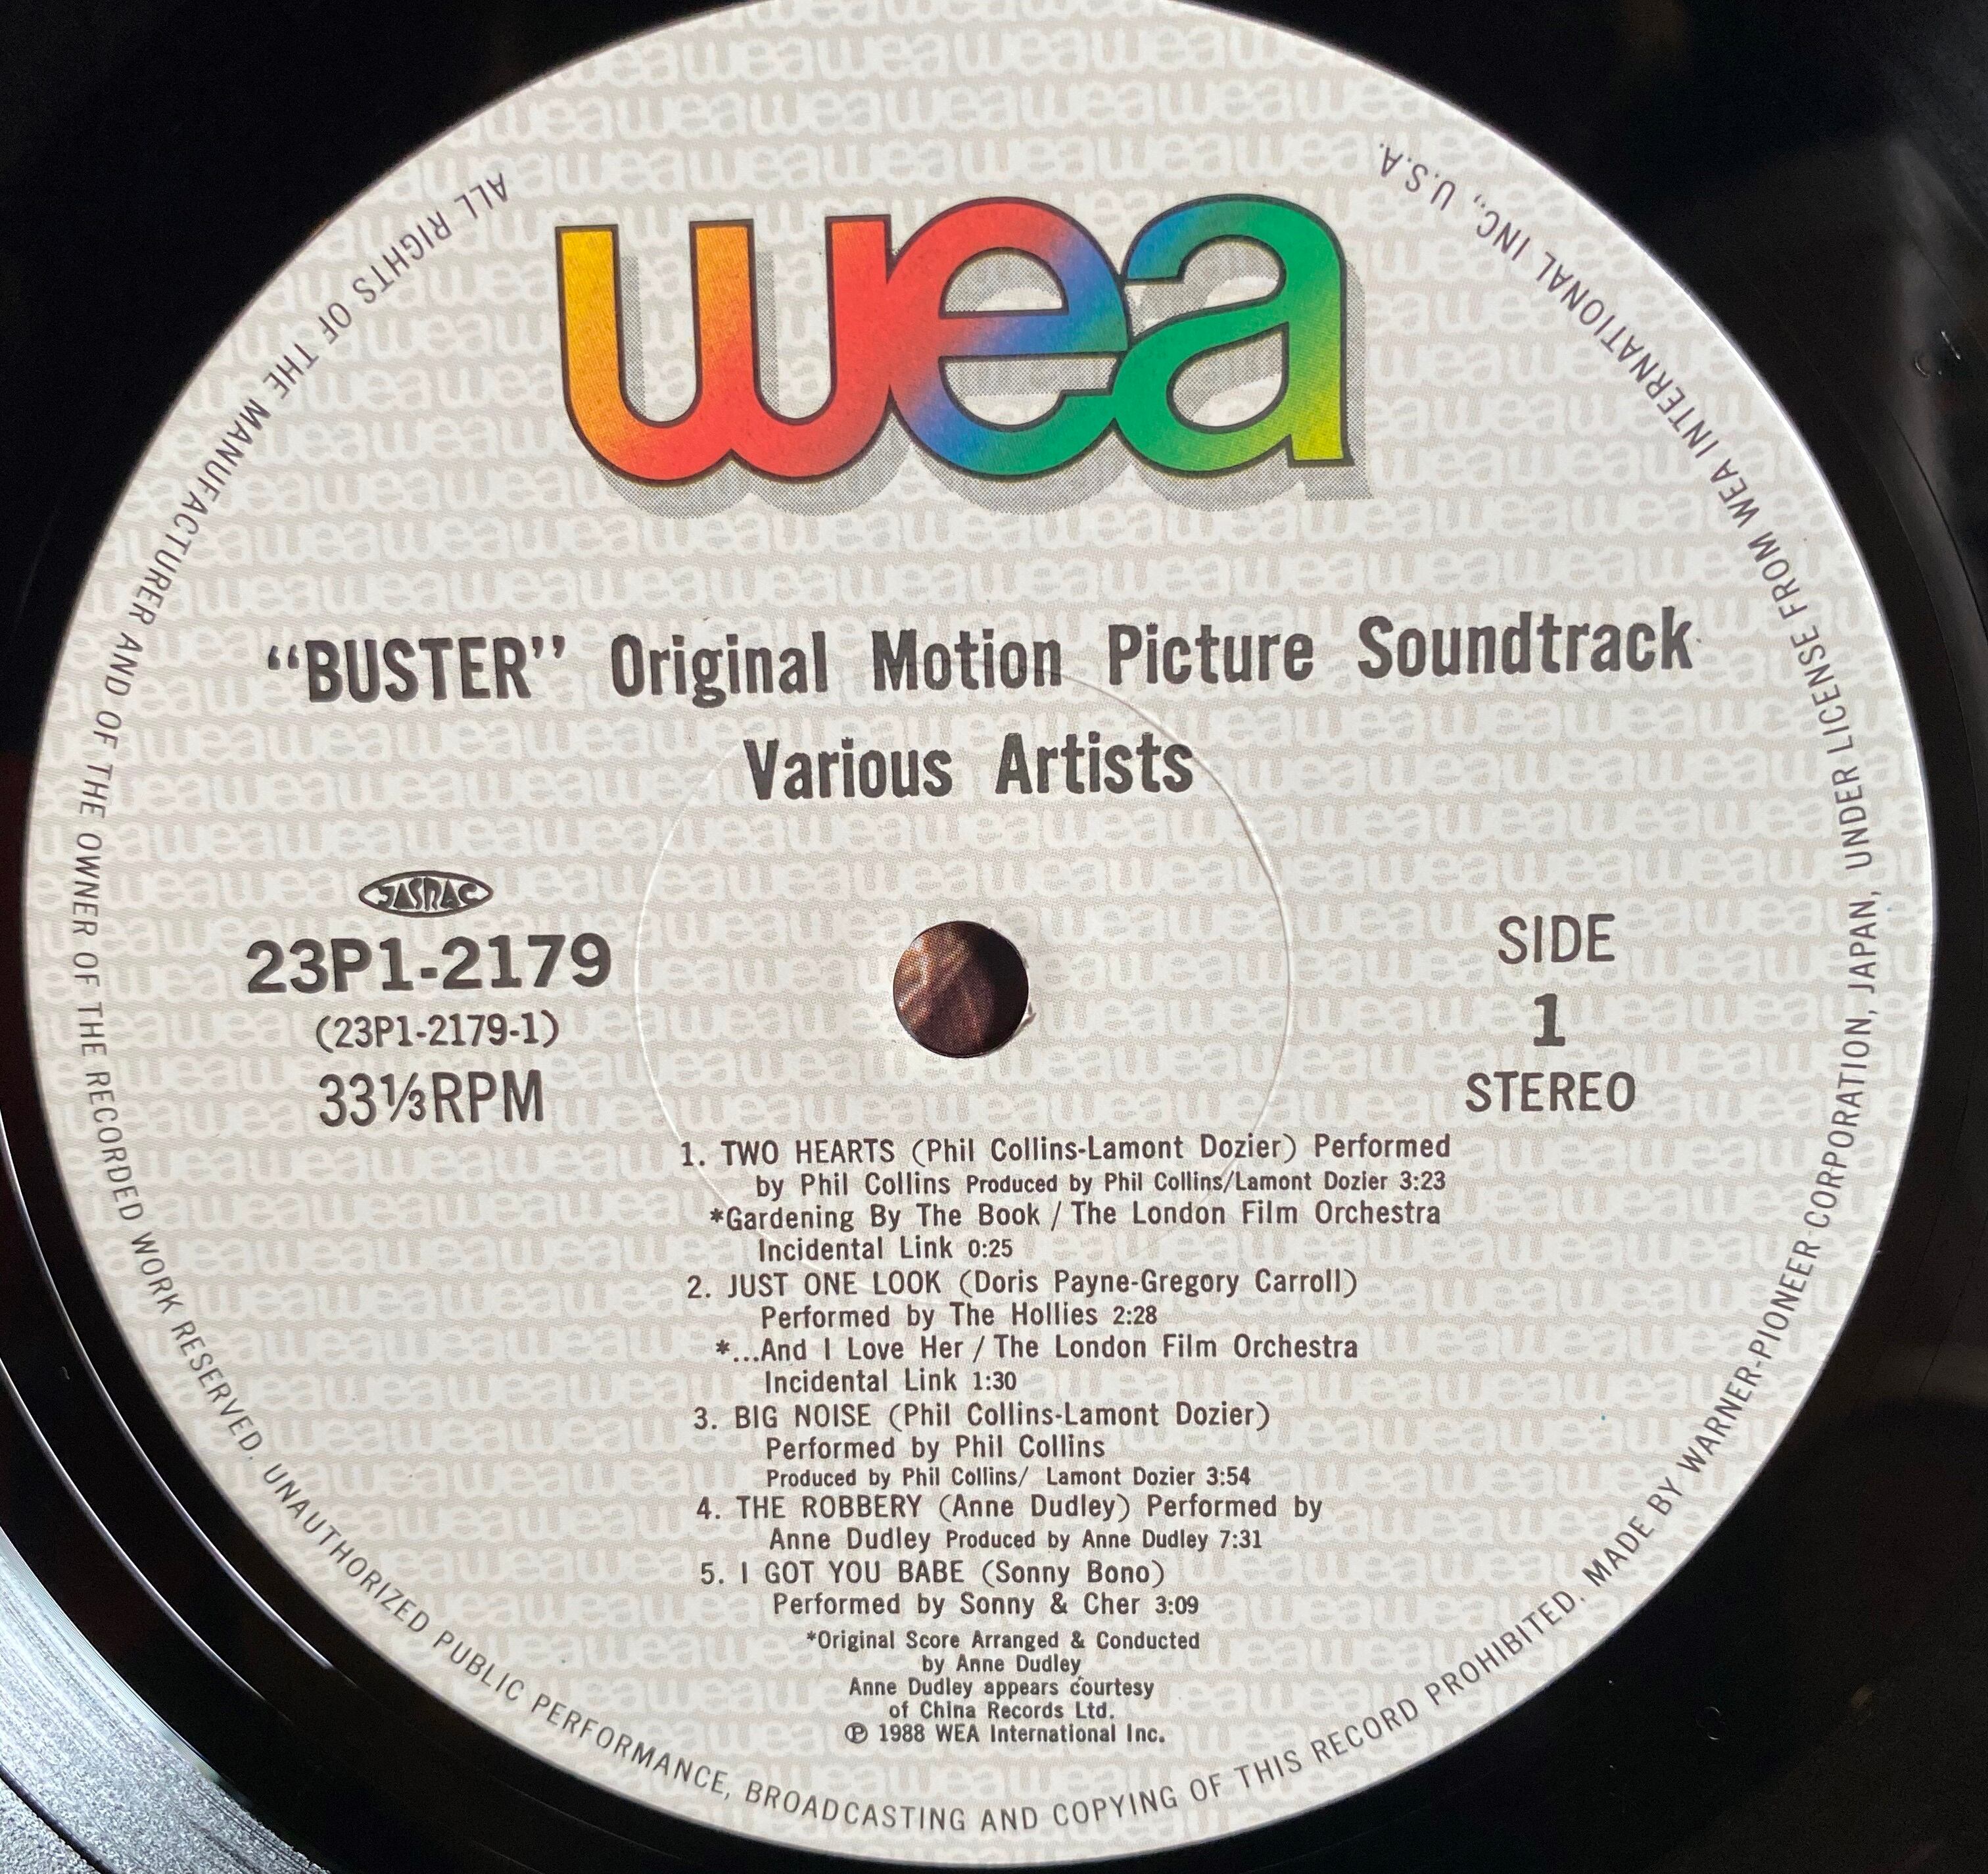 wea
"BUSTER" Original Motion Picture Soundtrack
Various Artists
JASRAC
23P1-2179
(23P1-2179-1)
33⅓RPM
SIDE
1
STEREO
1. TWO HEARTS (Phil Collins-Lamont Dozier) Performed
by Phil Collins Produced by Phil Collins/Lamont Dozier 3:23
*Gardening By The Book / The London Film Orchestra
Incidental Link 0:25
2. JUST ONE LOOK (Doris Payne-Gregory Carroll)
Performed by The Hollies 2:28
*...And I Love Her / The London Film Orchestra
Incidental Link 1:30
3. BIG NOISE (Phil Collins-Lamont Dozier)
Performed by Phil Collins
Produced by Phil Collins/ Lamont Dozier 3:54
4. THE ROBBERY (Anne Dudley) Performed by
Anne Dudley Produced by Anne Dudley 7:31
5. I GOT YOU BABE (Sonny Bono)
Performed by Sonny & Cher 3:09
*Original Score Arranged & Conducted
by Anne Dudley
Anne Dudley appears courtesy
of China Records Ltd.
℗ 1988 WEA International Inc.
ALL RIGHTS OF THE MANUFACTURER AND OF THE OWNER OF THE RECORDED WORK RESERVED. UNAUTHORIZED PUBLIC PERFORMANCE, BROADCASTING AND COPYING OF THIS RECORD PROHIBITED. MADE BY WARNER-PIONEER CORPORATION, JAPAN, UNDER LICENSE FROM WEA INTERNATIONAL INC., U.S.A.